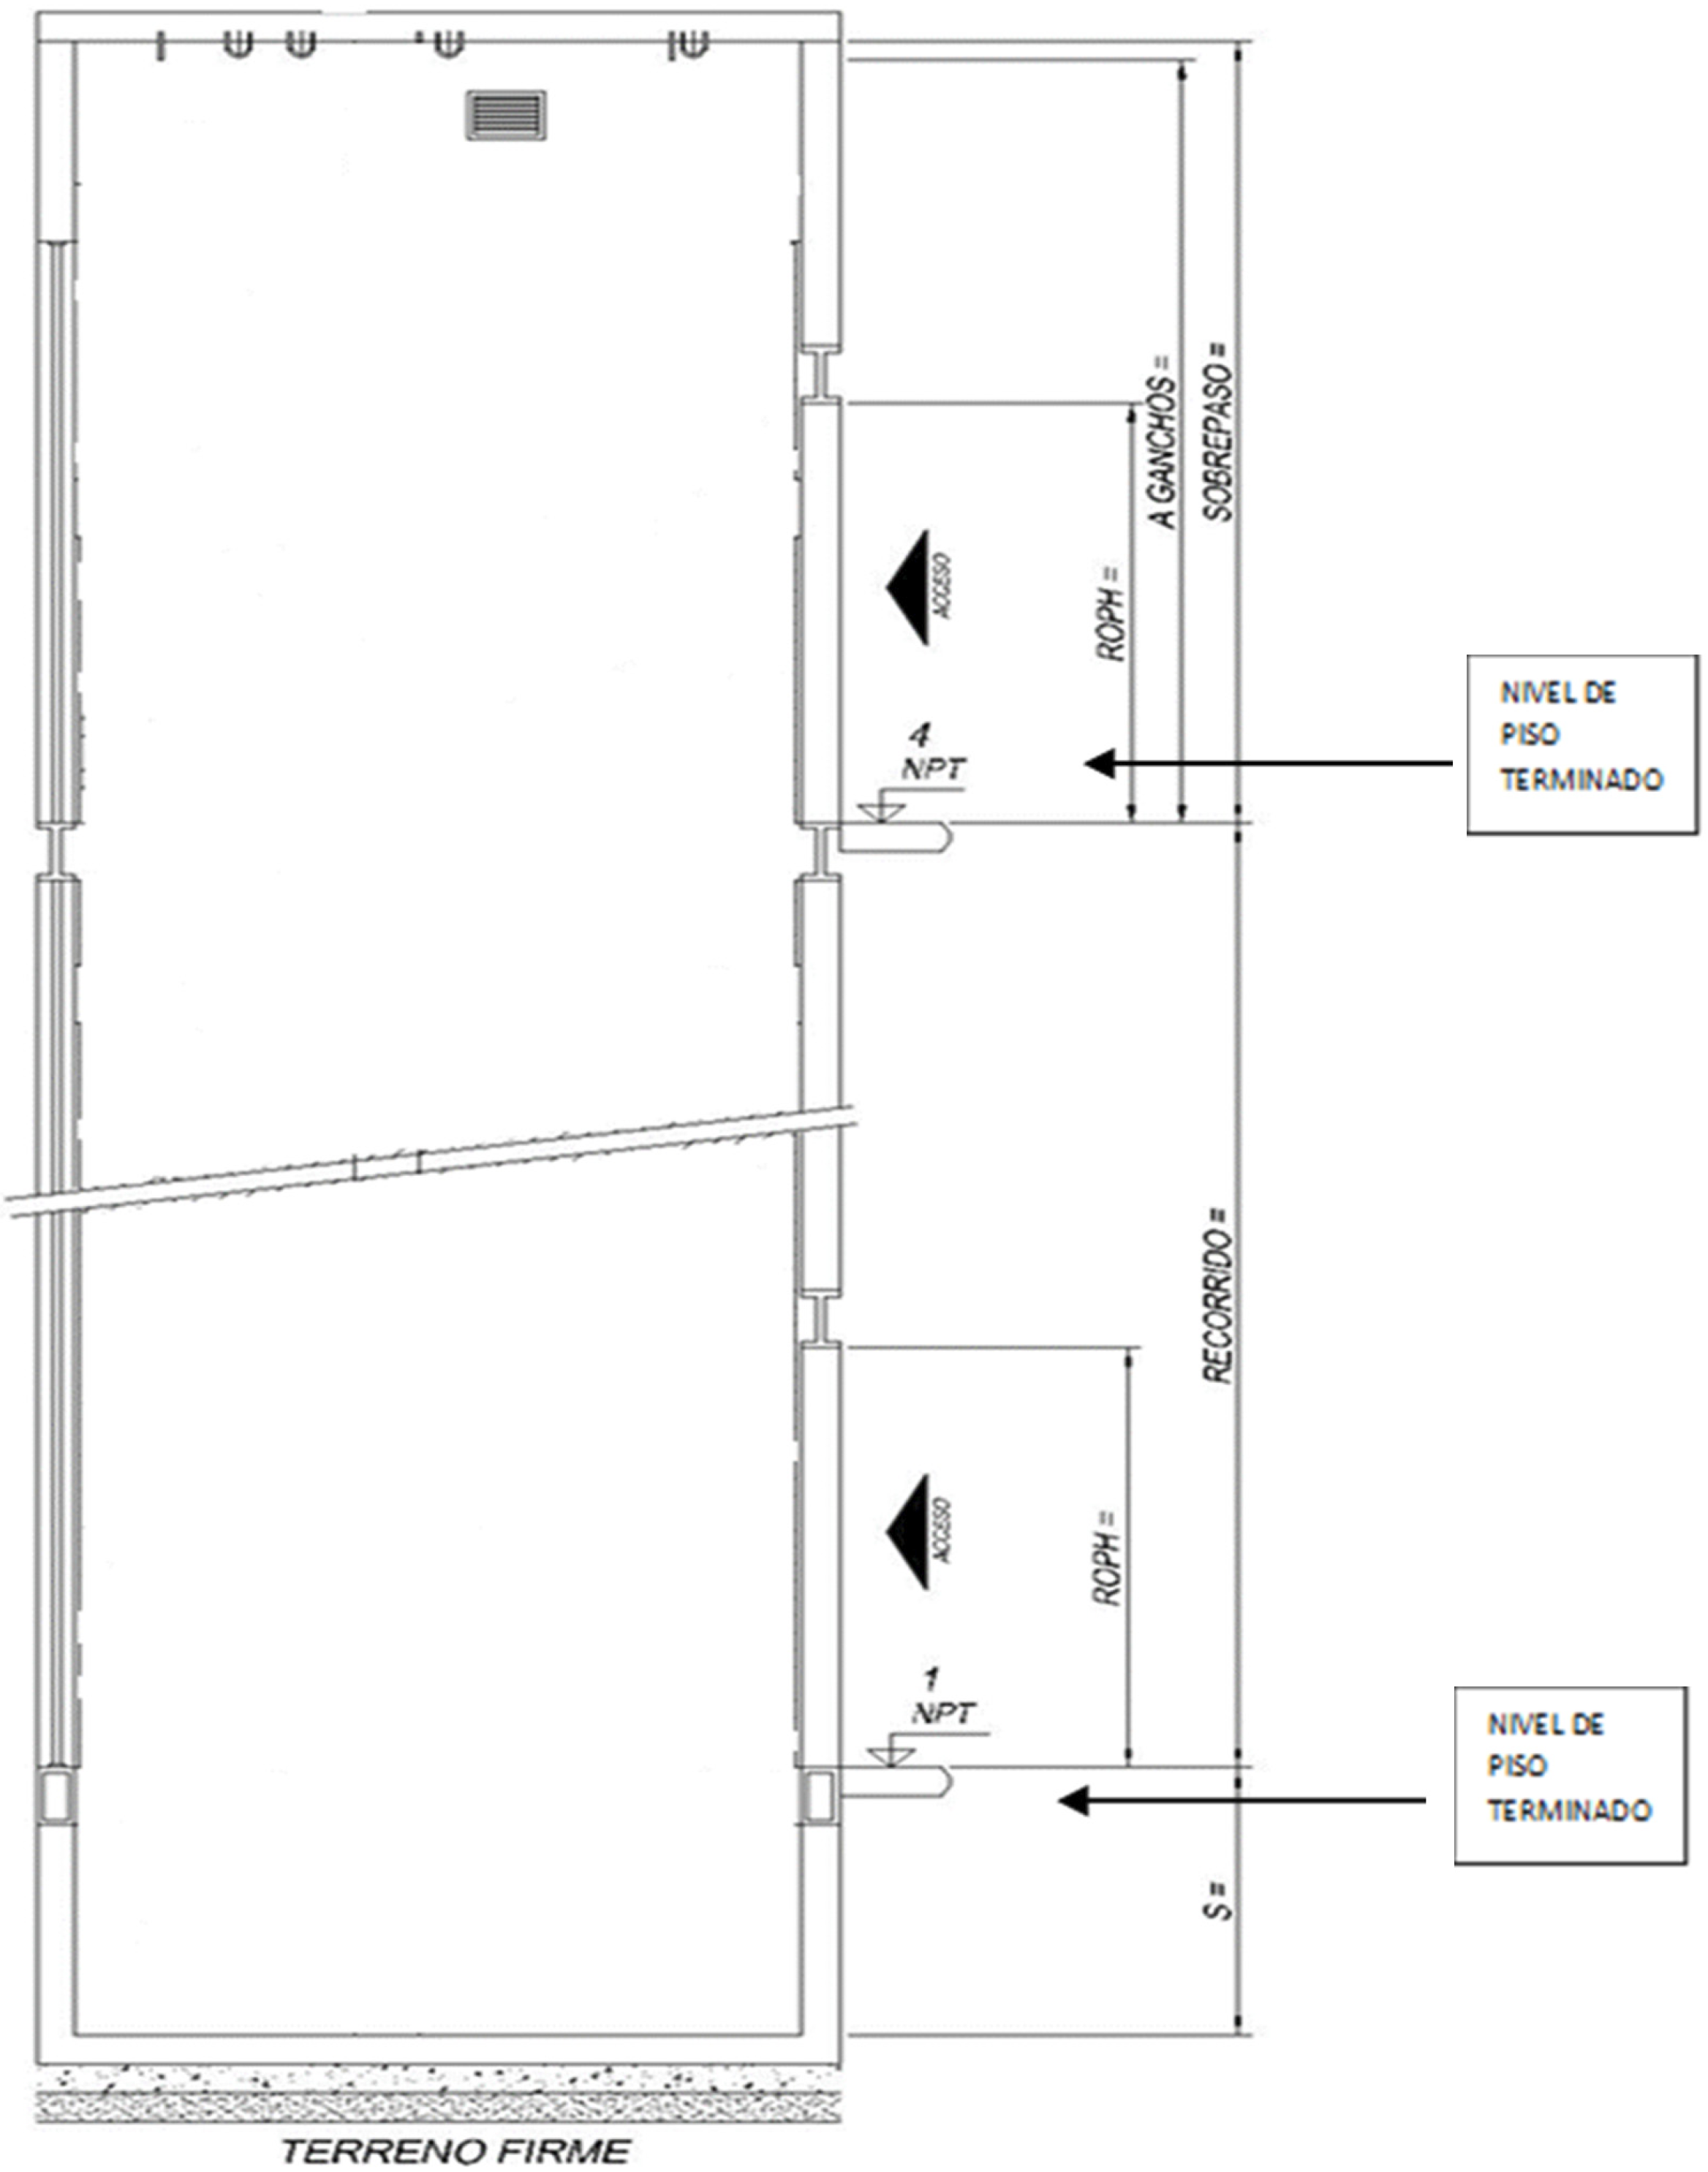 A GANCHOS =
SOBREPASO =
ROPH =
ACCESO
4
NPT
NIVEL DE
PISO
TERMINADO
RECORRIDO =
ROPH =
ACCESO
1
NPT
NIVEL DE
PISO
TERMINADO
S =
TERRENO FIRME